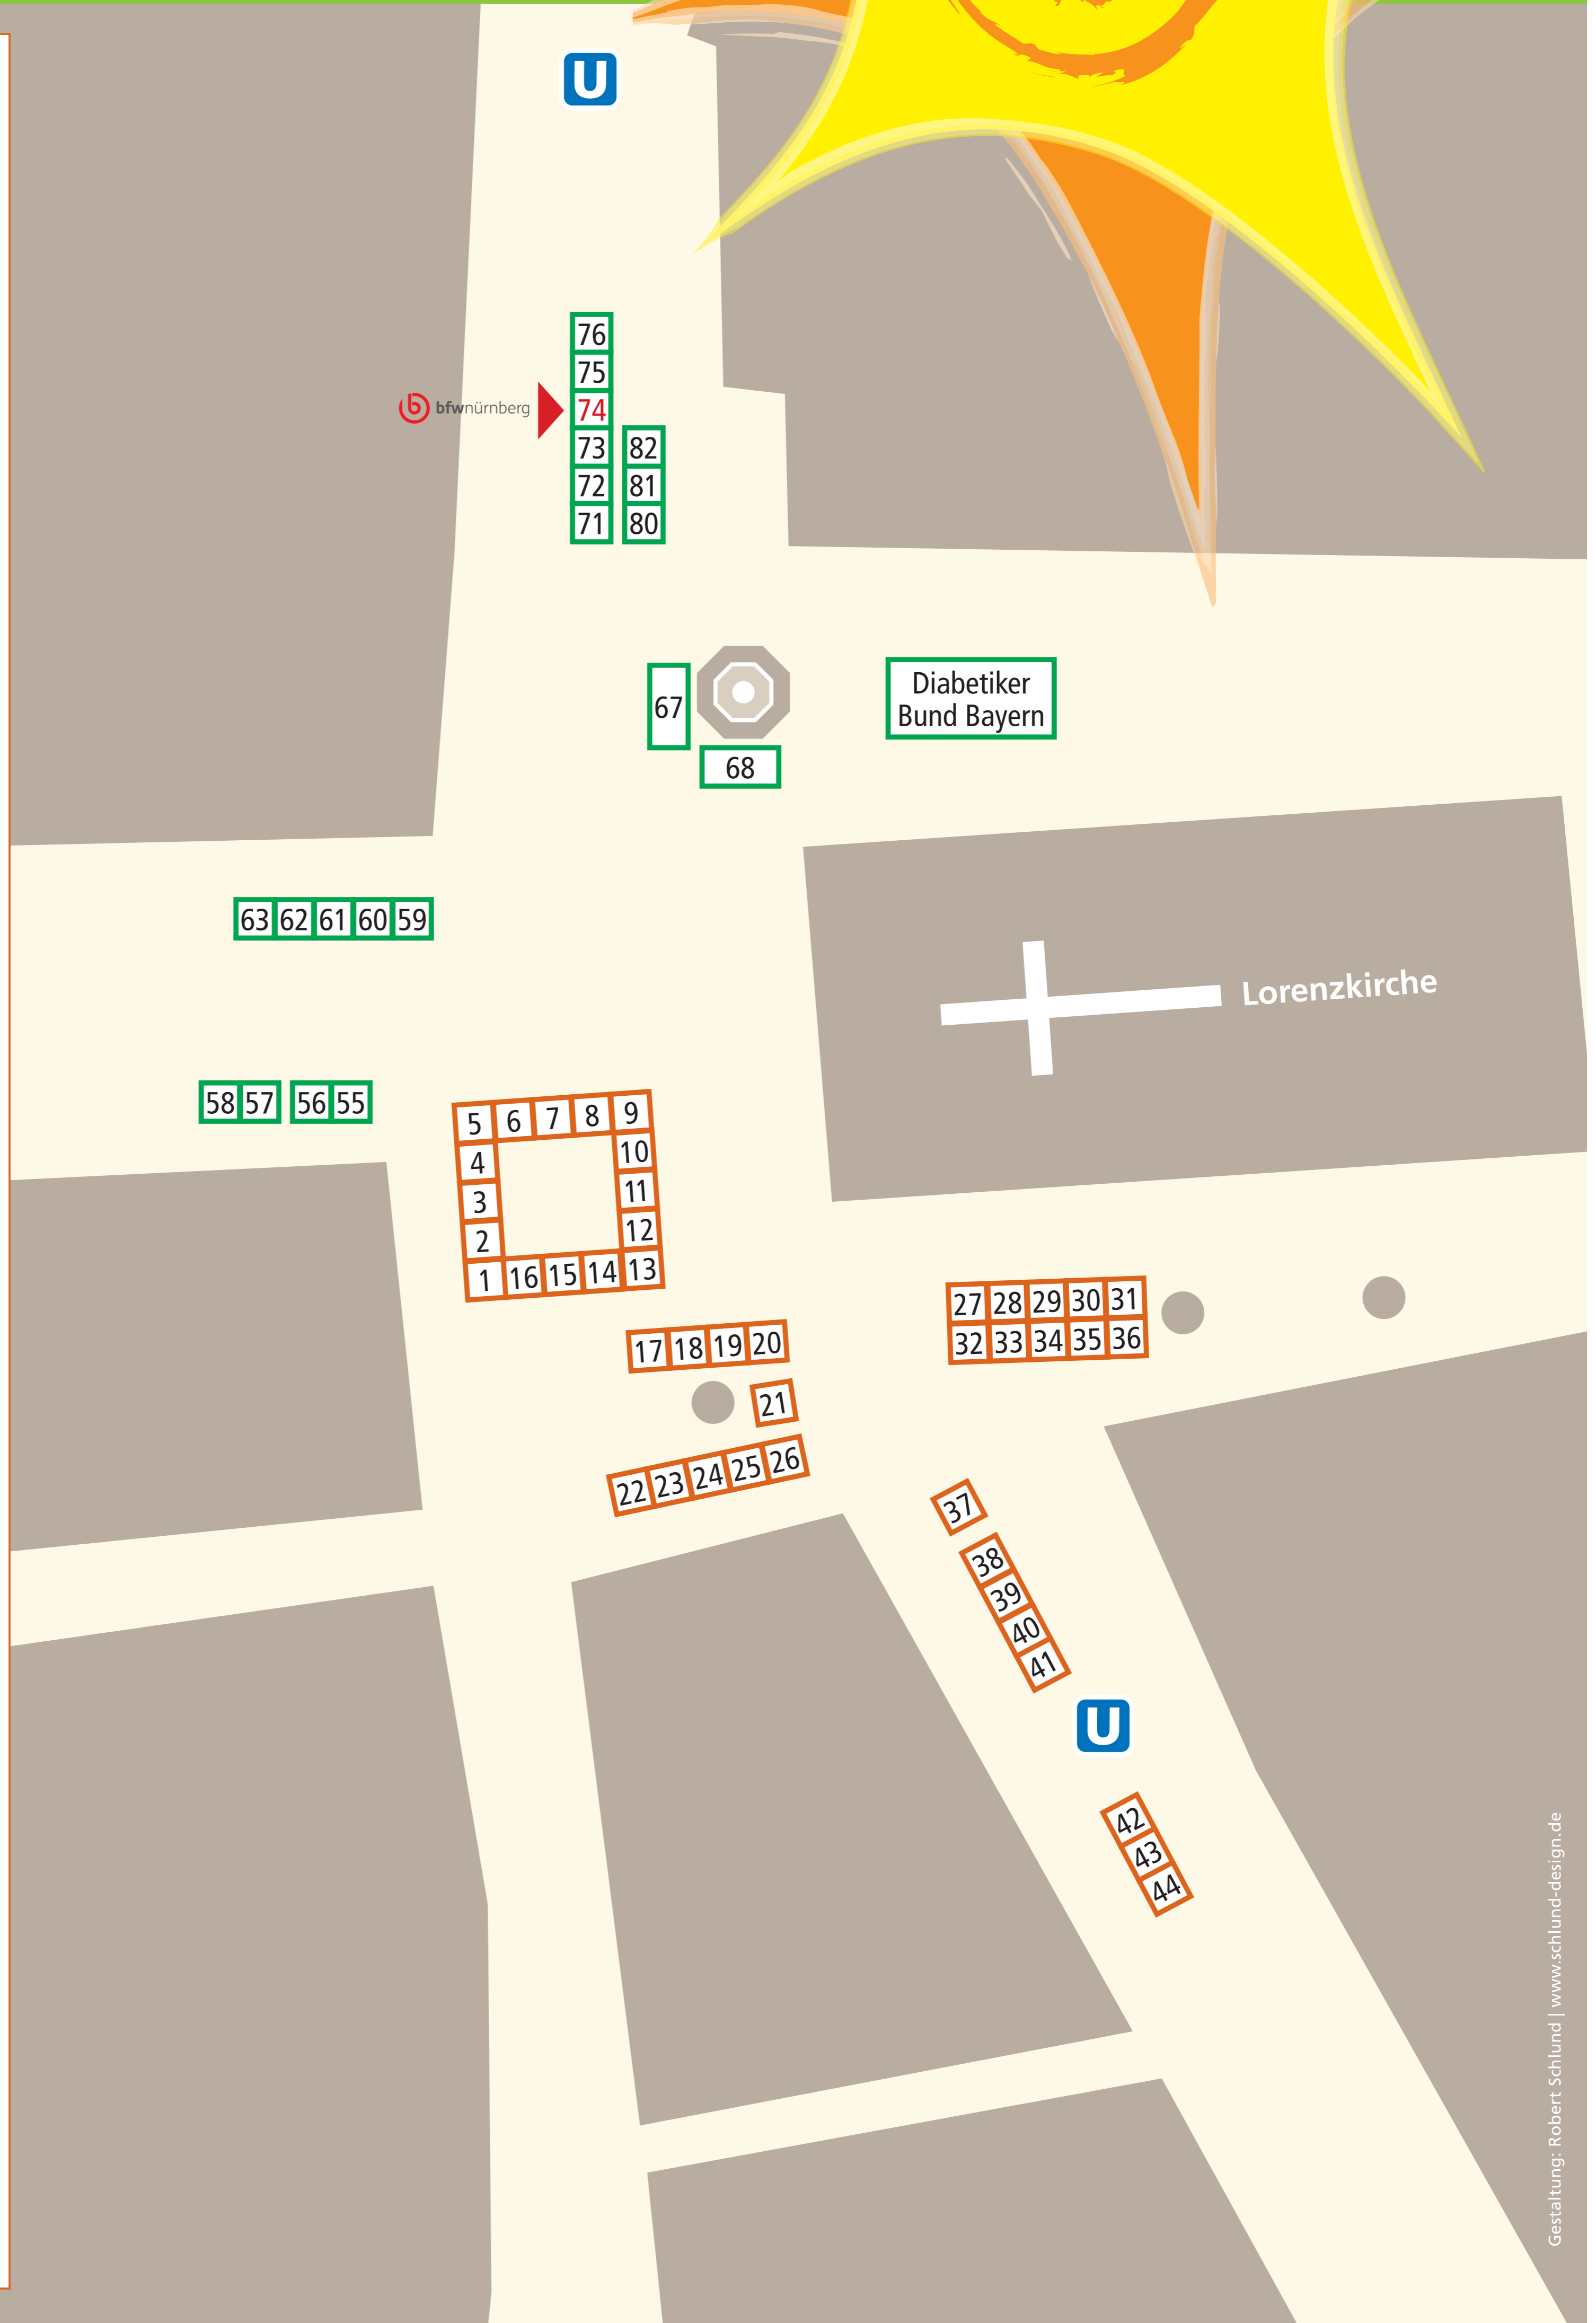 U
76
75
bfwnürnberg 74
73 82
72 81
71 80
67
68
Diabetiker
Bund Bayern
63 62 61 60 59
Lorenzkirche
58 57 56 55
5 6 7 8 9
4 10
3 11
2 12
1 16 15 14 13
27 28 29 30 31
32 33 34 35 36
17 18 19 20
21
22 23 24 25 26
37
38
39
40
41
U
42
43
44
Gestaltung: Robert Schlund | www.schlund-design.de